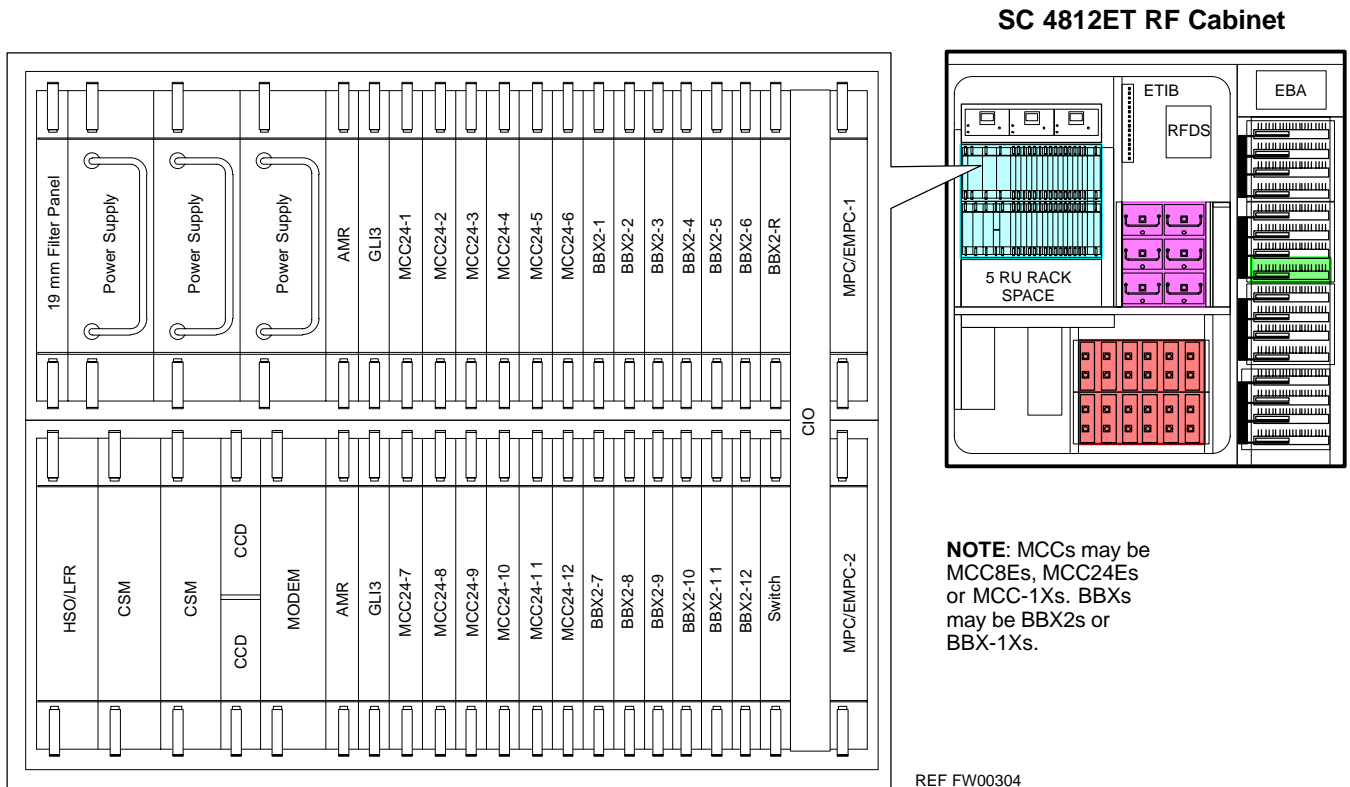 SC 4812ET RF Cabinet
19 mm Filter Panel
Power Supply
Power Supply
Power Supply
AMR
GLI3
MCC24-1
MCC24-2
MCC24-3
MCC24-4
MCC24-5
MCC24-6
BBX2-1
BBX2-2
BBX2-3
BBX2-4
BBX2-5
BBX2-6
BBX2-R
CIO
MPC/EMPC-1
HSO/LFR
CSM
CSM
CCD
CCD
MODEM
AMR
GLI3
MCC24-7
MCC24-8
MCC24-9
MCC24-10
MCC24-11
MCC24-12
BBX2-7
BBX2-8
BBX2-9
BBX2-10
BBX2-11
BBX2-12
Switch
MPC/EMPC-2
ETIB
RFDS
EBA
5 RU RACK
SPACE
NOTE: MCCs may be
MCC8Es, MCC24Es
or MCC-1Xs. BBXs
may be BBX2s or
BBX-1Xs.
REF FW00304